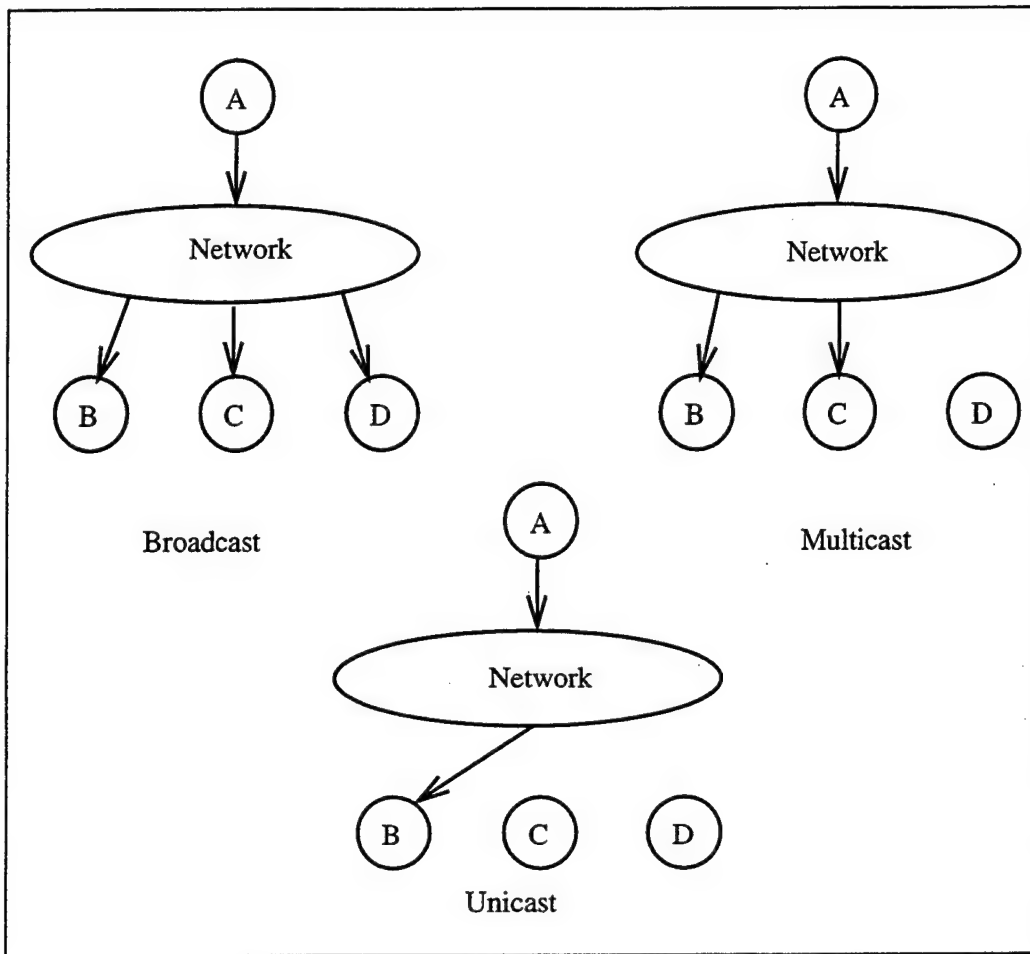 A
Network
B C D
Broadcast
A
Network
B C D
Multicast
A
Network
B C D
Unicast